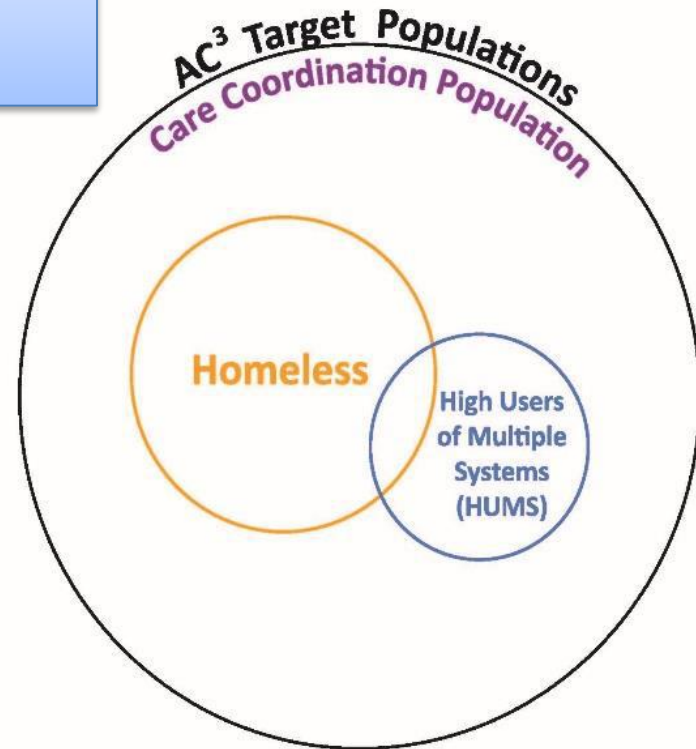 AC³ Target Populations
Care Coordination Population
Homeless
High Users
of Multiple
Systems
(HUMS)